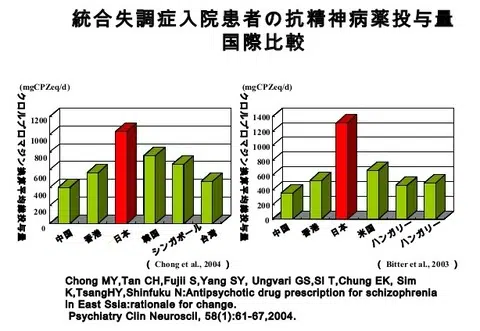 統合失調症入院患者の抗精神病薬投与量
国際比較
(mgCPZeq/d)
クロルプロマジン換算平均投与量
1200
1000
800
600
400
200
0
中国
香港
日本
韓国
シンガポール
台湾
( Chong et al., 2004 )
(mgCPZeq/d)
クロルプロマジン換算平均投与量
1400
1200
1000
800
600
400
200
0
中国
香港
日本
米国
ハンガリー
ハンガリー
( Bitter et al., 2003 )
Chong MY,Tan CH,Fujii S,Yang SY, Ungvari GS,SI T,Chung EK, Sim
K,TsangHY,Shinfuku N:Antipsychotic drug prescription for schizophrenia
in East Ssia:rationale for change.
Psychiatry Clin Neuroscil, 58(1):61-67,2004.